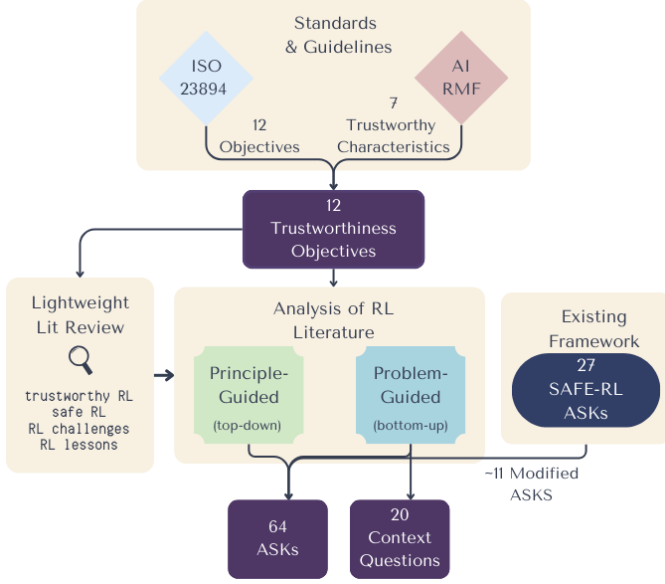 Standards
& Guidelines
ISO
23894
AI
RMF
12
Objectives
7
Trustworthy
Characteristics
12
Trustworthiness
Objectives
Lightweight
Lit Review
trustworthy RL
safe RL
RL challenges
RL lessons
Analysis of RL
Literature
Principle-
Guided
(top-down)
Problem-
Guided
(bottom-up)
Existing
Framework
27
SAFE-RL
ASKs
~11 Modified
ASKS
64
ASKs
20
Context
Questions